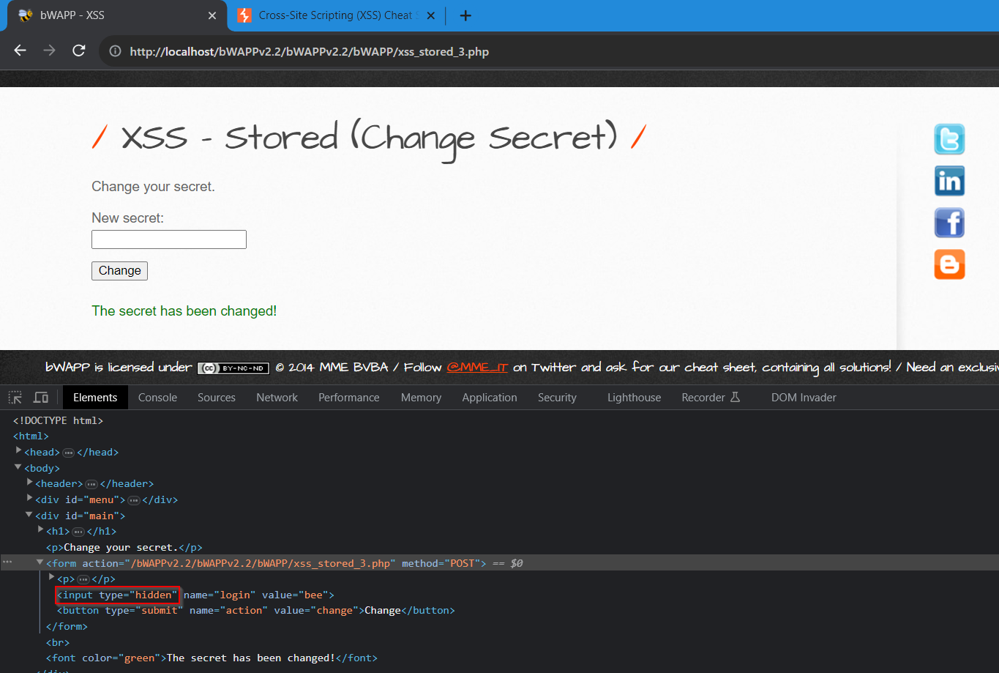 bWAPP - XSS
Cross-Site Scripting (XSS) Cheat
http://localhost/bWAPPv2.2/bWAPPv2.2/bWAPP/xss_stored_3.php
/ XSS - Stored (Change Secret) /
Change your secret.
New secret:
Change
The secret has been changed!
bWAPP is licensed under (cc) BY-NC-ND © 2014 MME BVBA / Follow @MME_IT on Twitter and ask for our cheat sheet, containing all solutions! / Need an exclusiv
Elements Console Sources Network Performance Memory Application Security Lighthouse Recorder DOM Invader
<!DOCTYPE html>
<html>
<head>…</head>
<body>
<header>…</header>
<div id="menu">…</div>
<div id="main">
<h1>…</h1>
<p>Change your secret.</p>
<form action="/bWAPPv2.2/bWAPPv2.2/bWAPP/xss_stored_3.php" method="POST"> == $0
<p>…</p>
<input type="hidden" name="login" value="bee">
<button type="submit" name="action" value="change">Change</button>
</form>
<br>
<font color="green">The secret has been changed!</font>